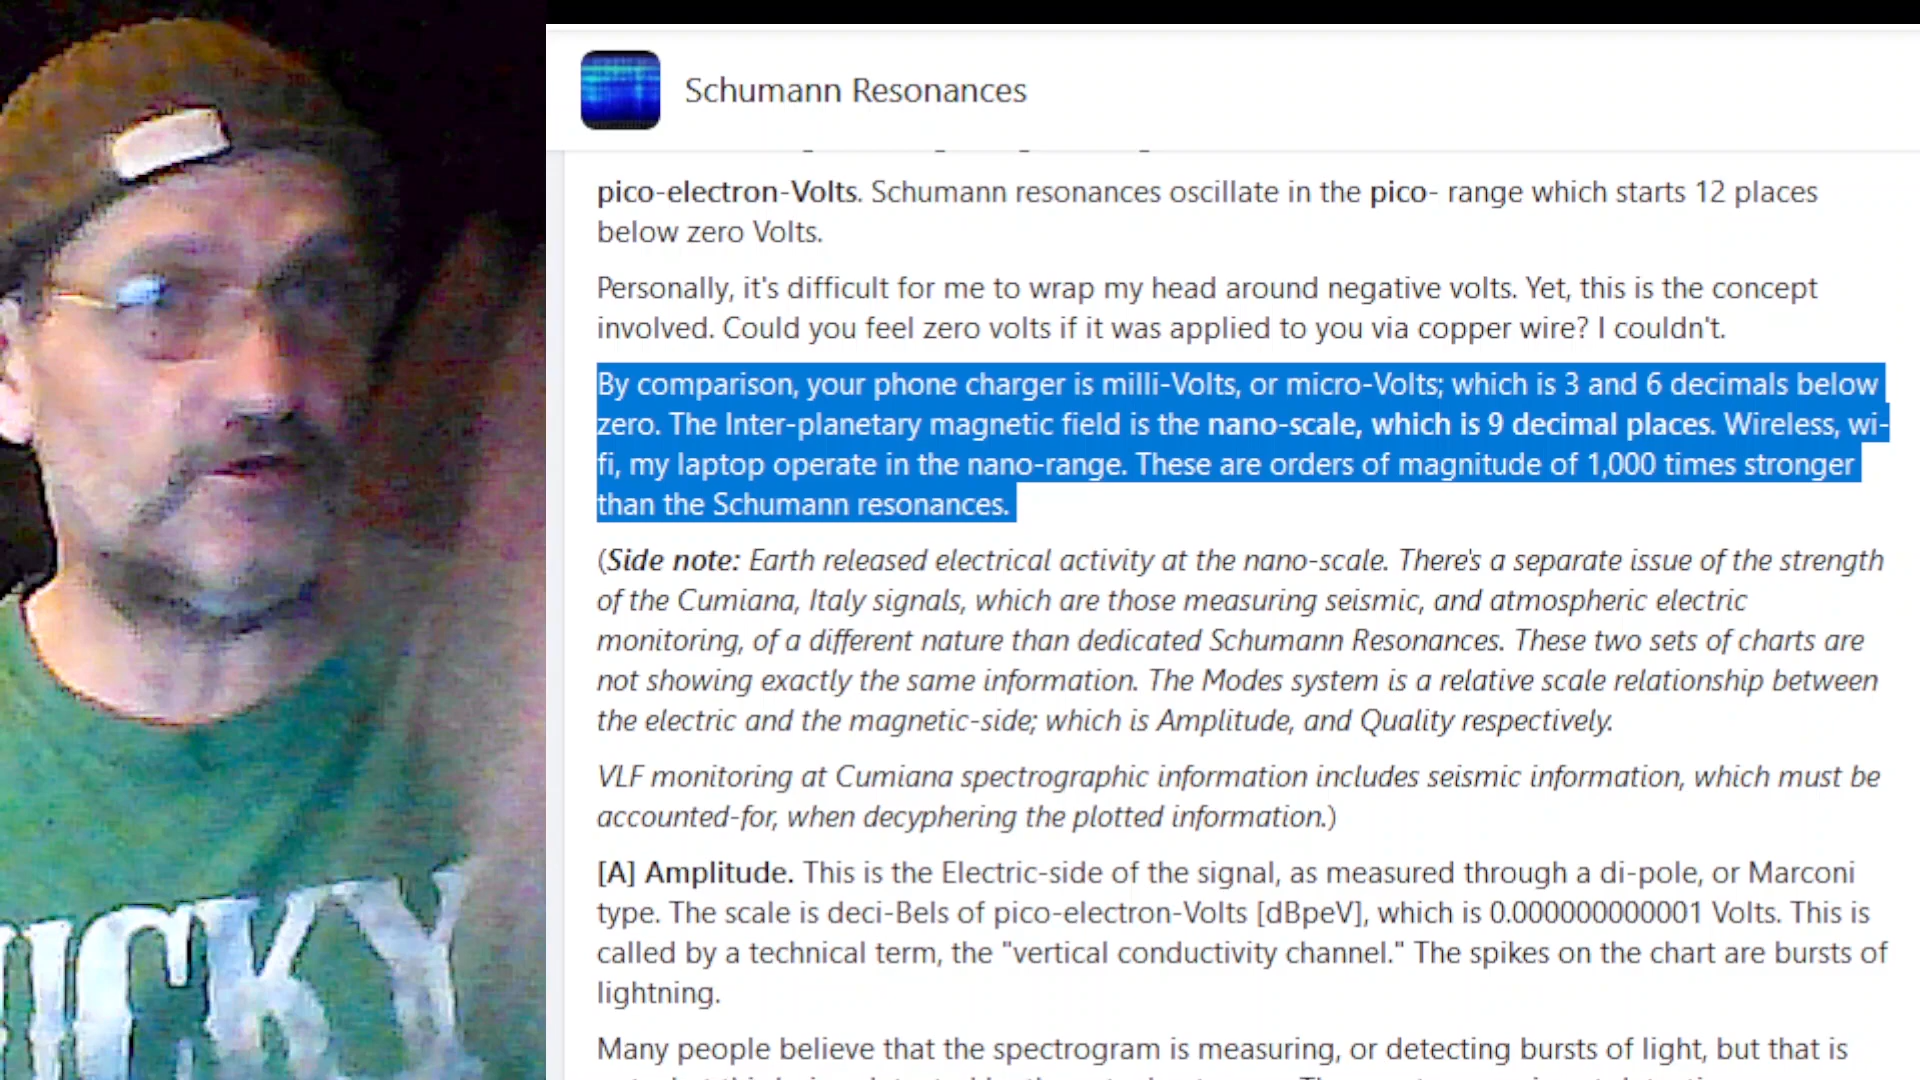 Schumann Resonances
pico-electron-Volts. Schumann resonances oscillate in the pico- range which starts 12 places
below zero Volts.
Personally, it's difficult for me to wrap my head around negative volts. Yet, this is the concept
involved. Could you feel zero volts if it was applied to you via copper wire? I couldn't.
By comparison, your phone charger is milli-Volts, or micro-Volts; which is 3 and 6 decimals below
zero. The Inter-planetary magnetic field is the nano-scale, which is 9 decimal places. Wireless, wi-
fi, my laptop operate in the nano-range. These are orders of magnitude of 1,000 times stronger
than the Schumann resonances.
(Side note: Earth released electrical activity at the nano-scale. There's a separate issue of the strength
of the Cumiana, Italy signals, which are those measuring seismic, and atmospheric electric
monitoring, of a different nature than dedicated Schumann Resonances. These two sets of charts are
not showing exactly the same information. The Modes system is a relative scale relationship between
the electric and the magnetic-side; which is Amplitude, and Quality respectively.
VLF monitoring at Cumiana spectrographic information includes seismic information, which must be
accounted-for, when decyphering the plotted information.)
[A] Amplitude. This is the Electric-side of the signal, as measured through a di-pole, or Marconi
type. The scale is deci-Bels of pico-electron-Volts [dBpeV], which is 0.000000000001 Volts. This is
called by a technical term, the "vertical conductivity channel." The spikes on the chart are bursts of
lightning.
Many people believe that the spectrogram is measuring, or detecting bursts of light, but that is